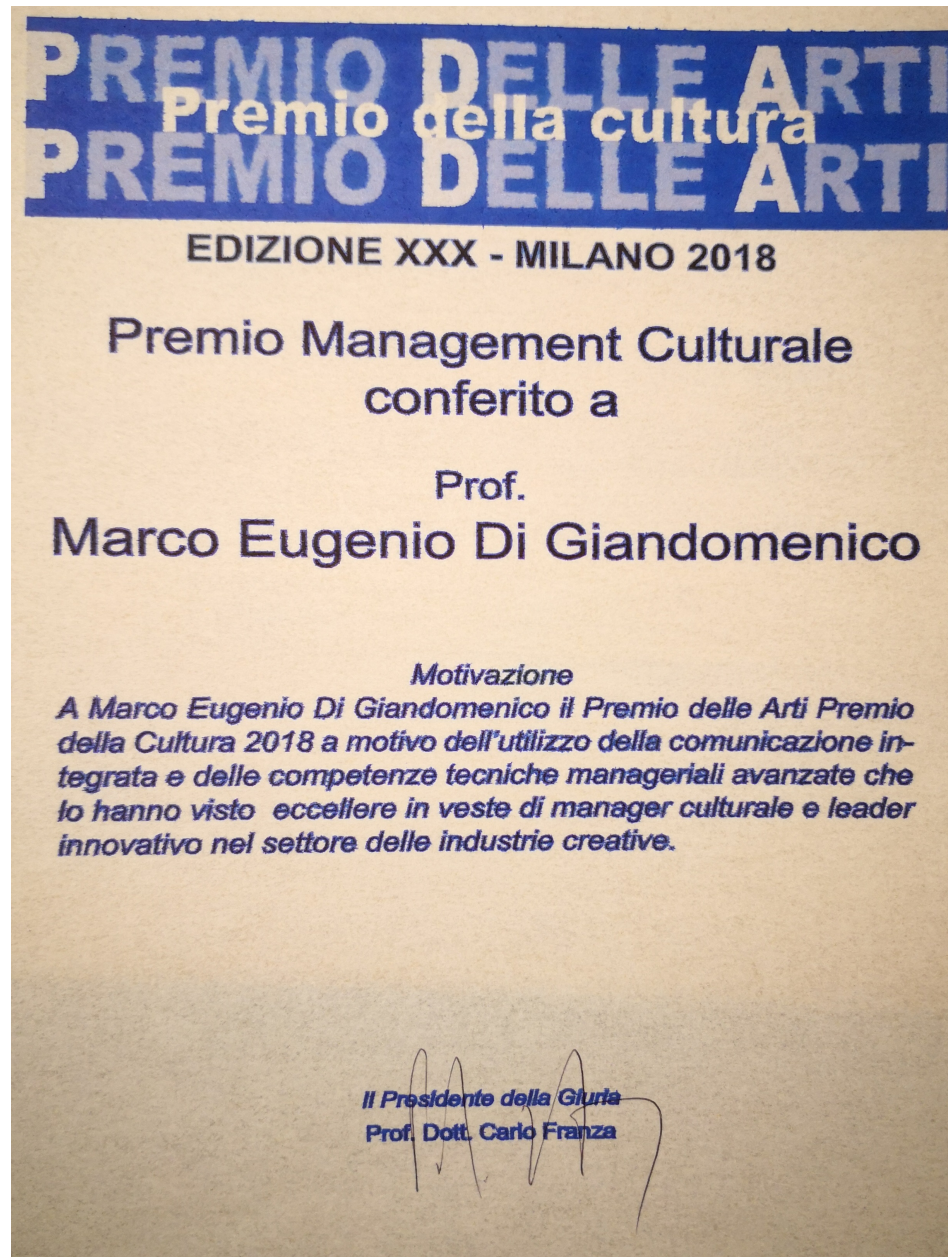 PREMIO DELLE ARTI
Premio della cultura
PREMIO DELLE ARTI
EDIZIONE XXX - MILANO 2018
Premio Management Culturale
conferito a
Prof.
Marco Eugenio Di Giandomenico
Motivazione
A Marco Eugenio Di Giandomenico il Premio delle Arti Premio
della Cultura 2018 a motivo dell'utilizzo della comunicazione in-
tegrata e delle competenze tecniche manageriali avanzate che
lo hanno visto eccellere in veste di manager culturale e leader
innovativo nel settore delle industrie creative.
Il Presidente della Giuria
Prof. Dott. Carlo Franza